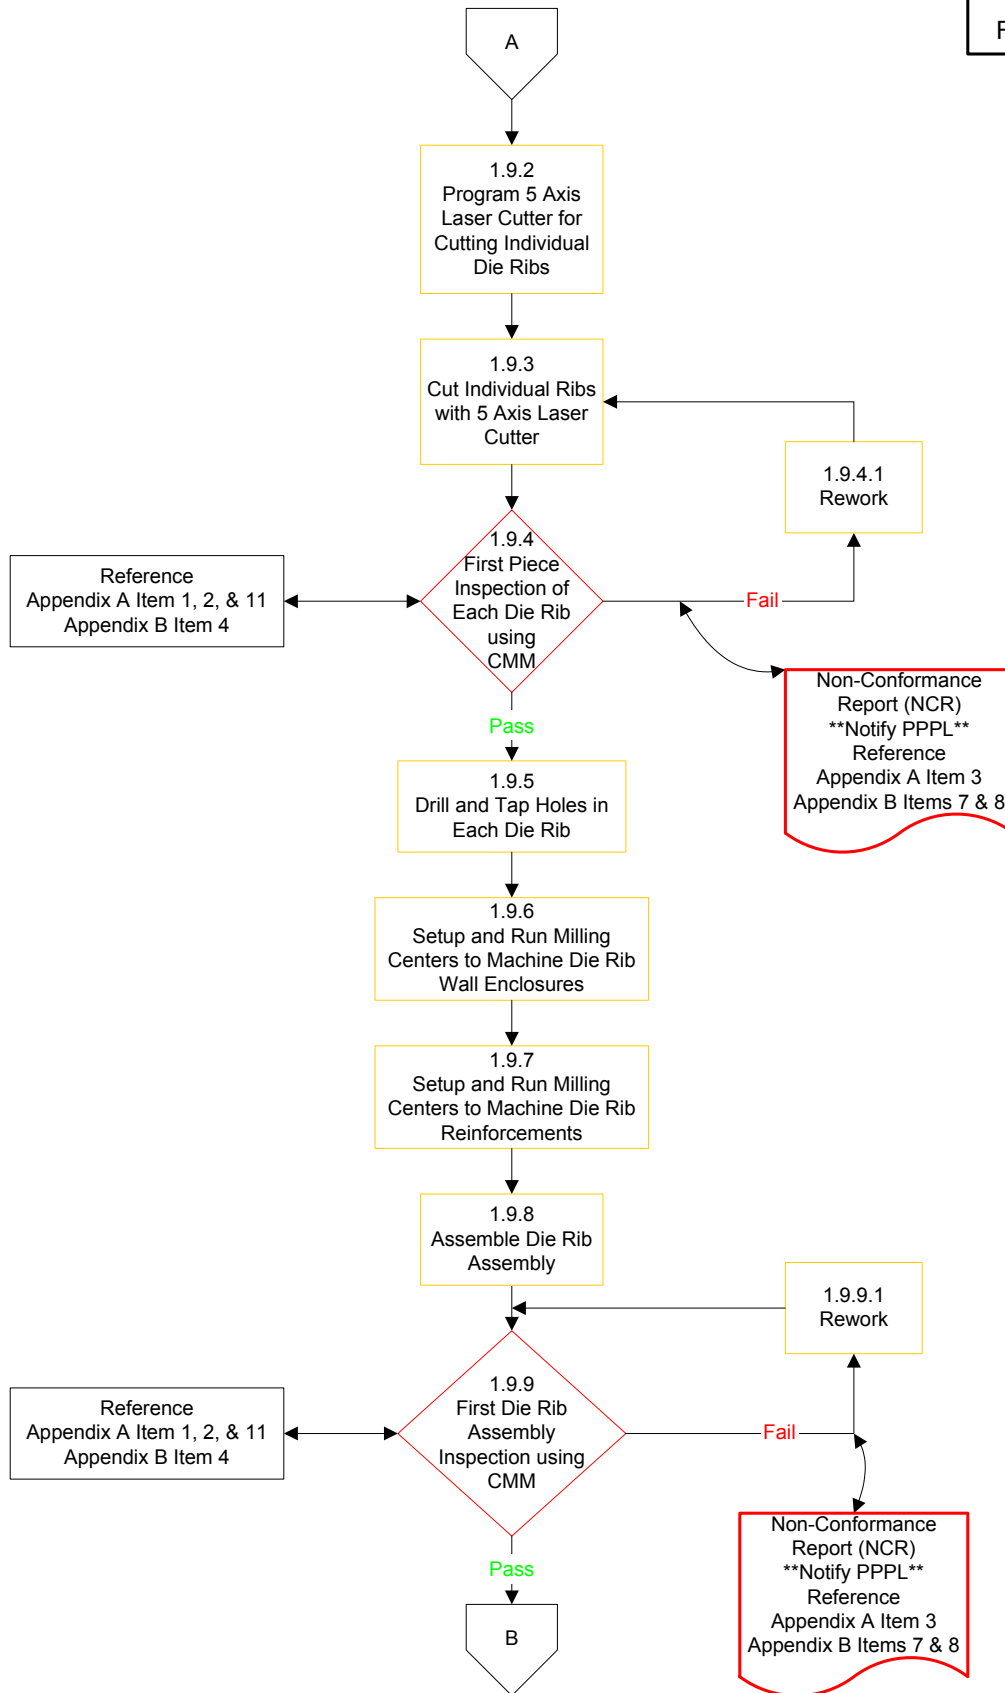 A
F
1.9.2
Program 5 Axis
Laser Cutter for
Cutting Individual
Die Ribs
1.9.3
Cut Individual Ribs
with 5 Axis Laser
Cutter
1.9.4.1
Rework
1.9.4
First Piece
Inspection of
Each Die Rib
using
CMM
Reference
Appendix A Item 1, 2, & 11
Appendix B Item 4
Fail
Non-Conformance
Report (NCR)
**Notify PPPL**
Reference
Appendix A Item 3
Appendix B Items 7 & 8
Pass
1.9.5
Drill and Tap Holes in
Each Die Rib
1.9.6
Setup and Run Milling
Centers to Machine Die Rib
Wall Enclosures
1.9.7
Setup and Run Milling
Centers to Machine Die Rib
Reinforcements
1.9.8
Assemble Die Rib
Assembly
1.9.9.1
Rework
1.9.9
First Die Rib
Assembly
Inspection using
CMM
Reference
Appendix A Item 1, 2, & 11
Appendix B Item 4
Fail
Non-Conformance
Report (NCR)
**Notify PPPL**
Reference
Appendix A Item 3
Appendix B Items 7 & 8
Pass
B